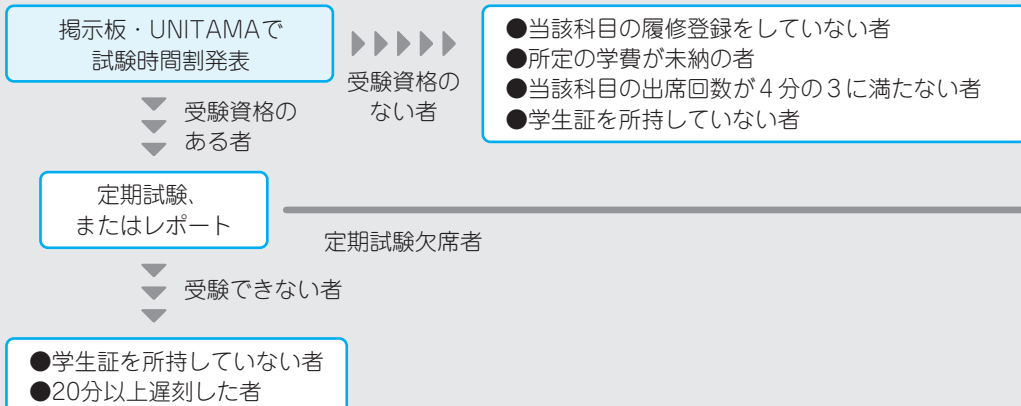 掲示板・UNITAMAで
試験時間割発表
受験資格の
ない者
●当該科目の履修登録をしていない者
●所定の学費が未納の者
●当該科目の出席回数が４分の３に満たない者
●学生証を所持していない者
受験資格の
ある者
定期試験、
またはレポート
定期試験欠席者
受験できない者
●学生証を所持していない者
●20分以上遅刻した者